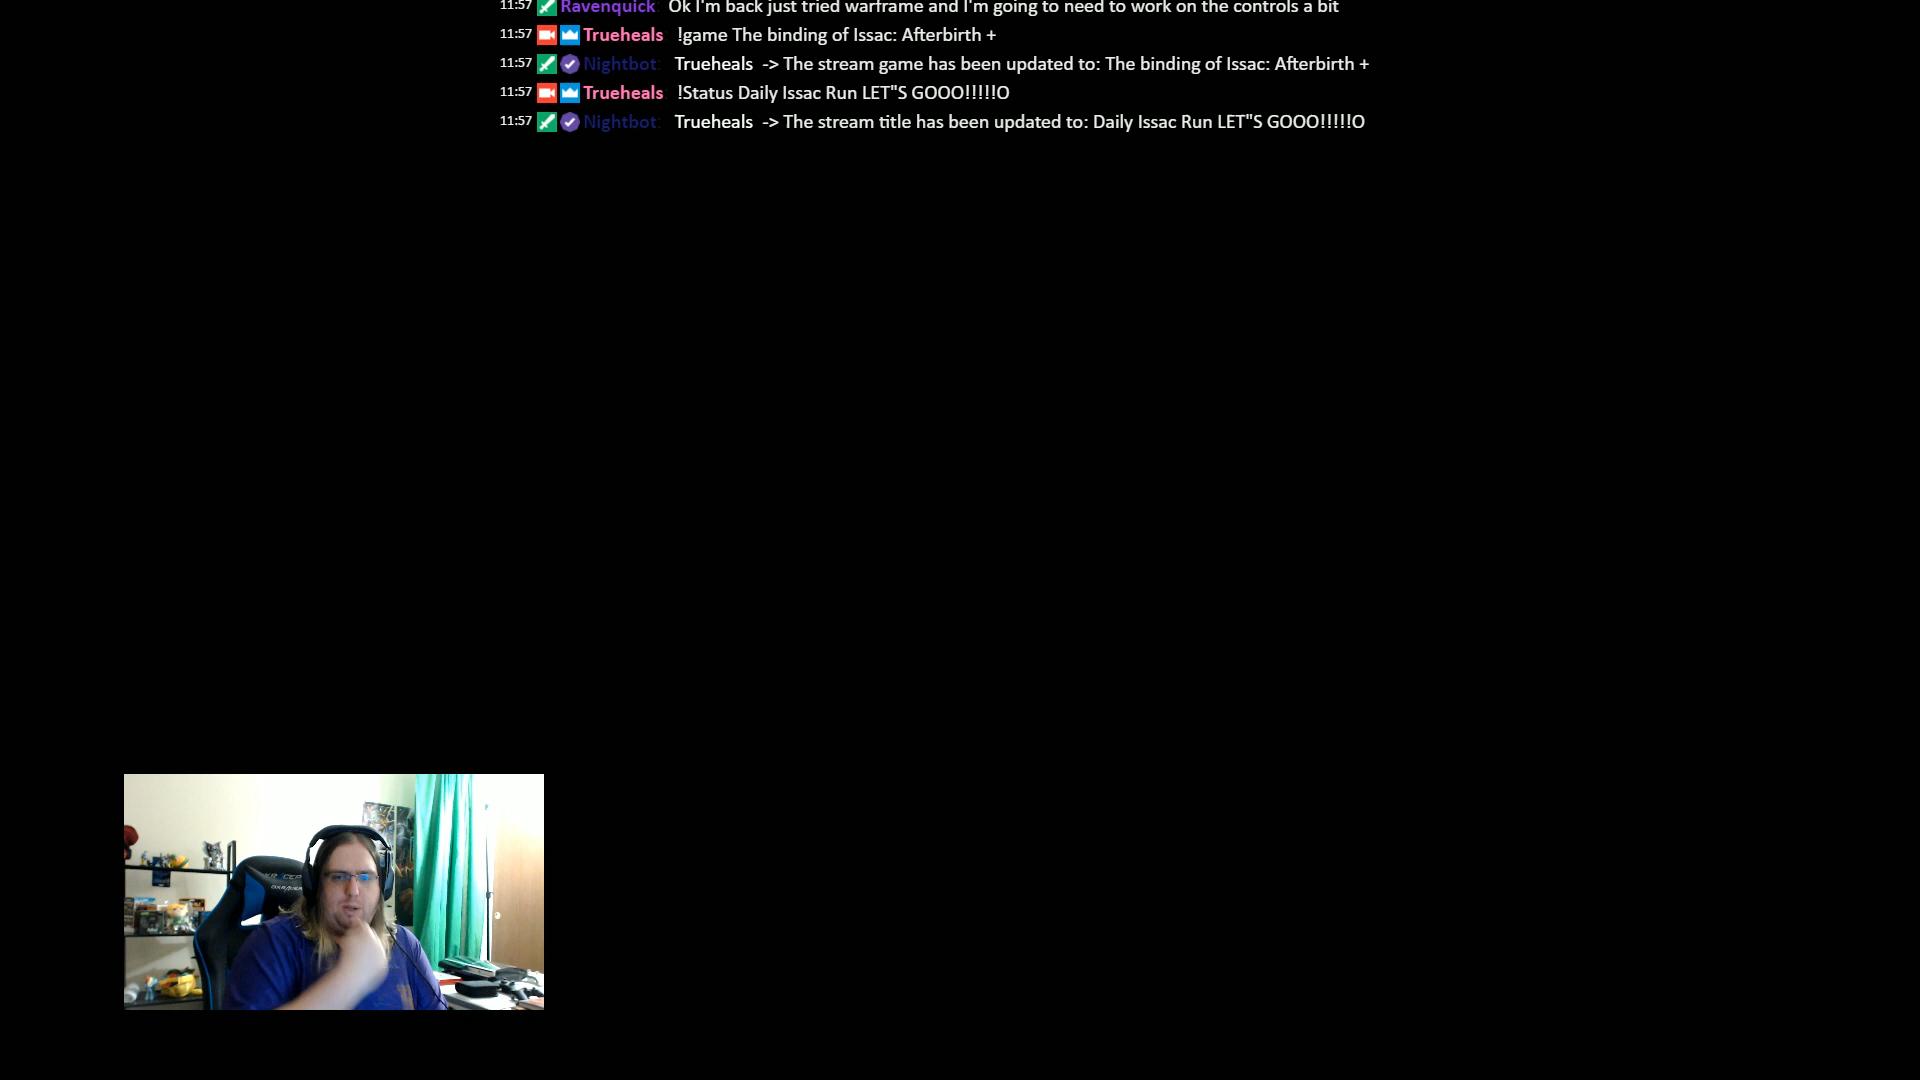 11:57 Ravenquick Ok I'm back just tried warframe and I'm going to need to work on the controls a bit
11:57 Trueheals !game The binding of Issac: Afterbirth +
11:57 Nightbot: Trueheals -> The stream game has been updated to: The binding of Issac: Afterbirth +
11:57 Trueheals !Status Daily Issac Run LET"S GOOO!!!!!O
11:57 Nightbot: Trueheals -> The stream title has been updated to: Daily Issac Run LET"S GOOO!!!!!O